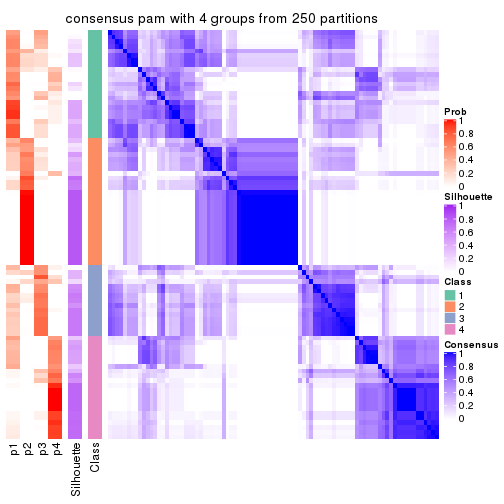 consensus pam with 4 groups from 250 partitions
Prob
1
0.8
0.6
0.4
0.2
0
Silhouette
1
0.8
0.6
0.4
0.2
0
Class
1
2
3
4
Consensus
1
0.8
0.6
0.4
0.2
0
p1
p2
p3
p4
Silhouette
Class